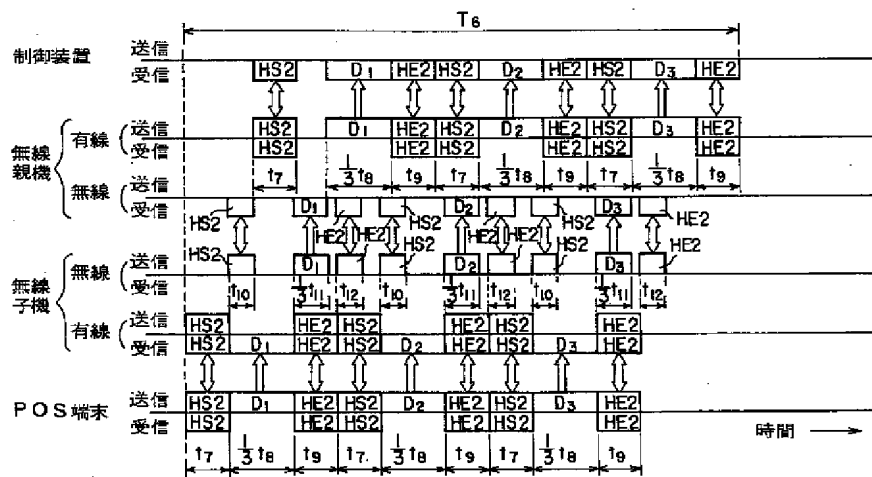 T6
制御装置 送信
受信 HS2 D1 HE2 HS2 D2 HE2 HS2 D3 HE2
無線親機 有線 送信 HS2 D1 HE2 HS2 D2 HE2 HS2 D3 HE2
受信 HS2 HE2 HS2 HE2 HS2 HE2
t7 1/3 t8 t9 t7 1/3 t8 t9 t7 1/3 t8 t9
無線 送信
受信 HS2 D1 HE2 HS2 D2 HE2 HS2 D3 HE2
無線子機 無線 送信 HS2 D1 HE2 HS2 D2 HE2 HS2 D3 HE2
受信
t10 1/3 t11 t12 t10 1/3 t11 t12 t10 1/3 t11 t12
有線 送信 HS2 HE2 HS2 HE2 HS2 HE2
受信 HS2 D1 HE2 HS2 D2 HE2 HS2 D3 HE2
POS端末 送信 HS2 D1 HE2 HS2 D2 HE2 HS2 D3 HE2
受信 HS2 HE2 HS2 HE2 HS2 HE2
時間
t7 1/3 t8 t9 t7 1/3 t8 t9 t7 1/3 t8 t9